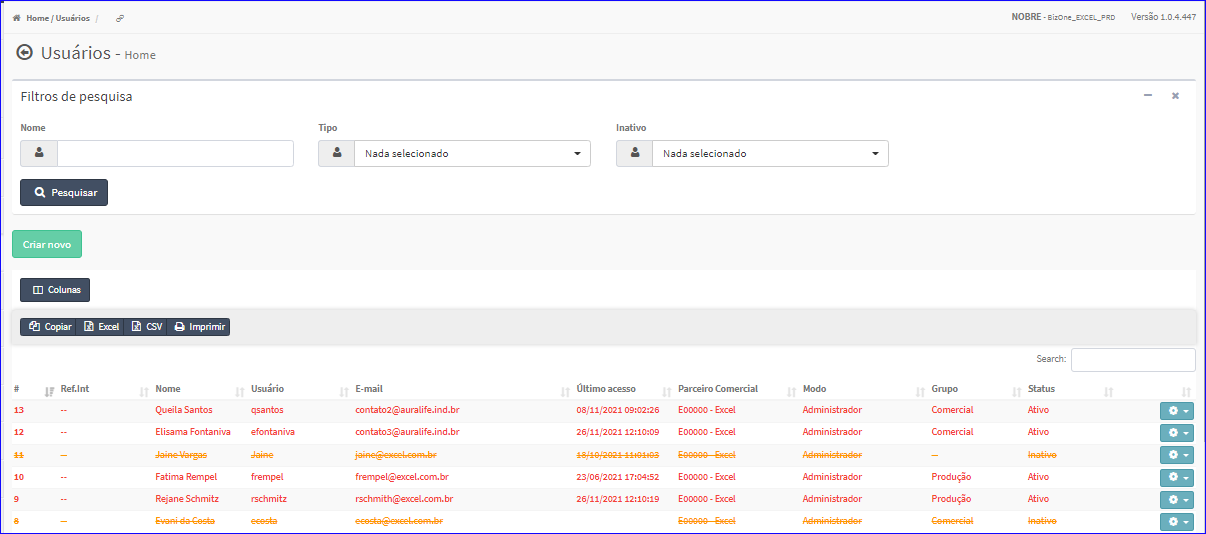 Home / Usuários /
NOBRE - BizOne_EXCEL_PRD Versão 1.0.4.447
Usuários - Home
Filtros de pesquisa
Nome Tipo Inativo
Nada selecionado Nada selecionado
Pesquisar
Criar novo
Colunas
Copiar Excel CSV Imprimir
Search:
# Ref.Int Nome Usuário E-mail Último acesso Parceiro Comercial Modo Grupo Status
13 -- Queila Santos qsantos contato2@auralife.ind.br 08/11/2021 09:02:26 E00000 - Excel Administrador Comercial Ativo
12 -- Elisama Fontaniva efontaniva contato3@auralife.ind.br 26/11/2021 12:10:09 E00000 - Excel Administrador Comercial Ativo
11 -- Jaine Vargas Jaine jaine@excel.com.br 18/10/2021 11:01:03 E00000 - Excel Administrador -- Inativo
10 -- Fatima Rempel frempel frempel@excel.com.br 23/06/2021 17:04:52 E00000 - Excel Administrador Produção Ativo
9 -- Rejane Schmitz rschmitz rschmith@excel.com.br 26/11/2021 12:10:19 E00000 - Excel Administrador Produção Ativo
8 -- Evani da Costa ecosta ecosta@excel.com.br E00000 - Excel Administrador Comercial Inativo